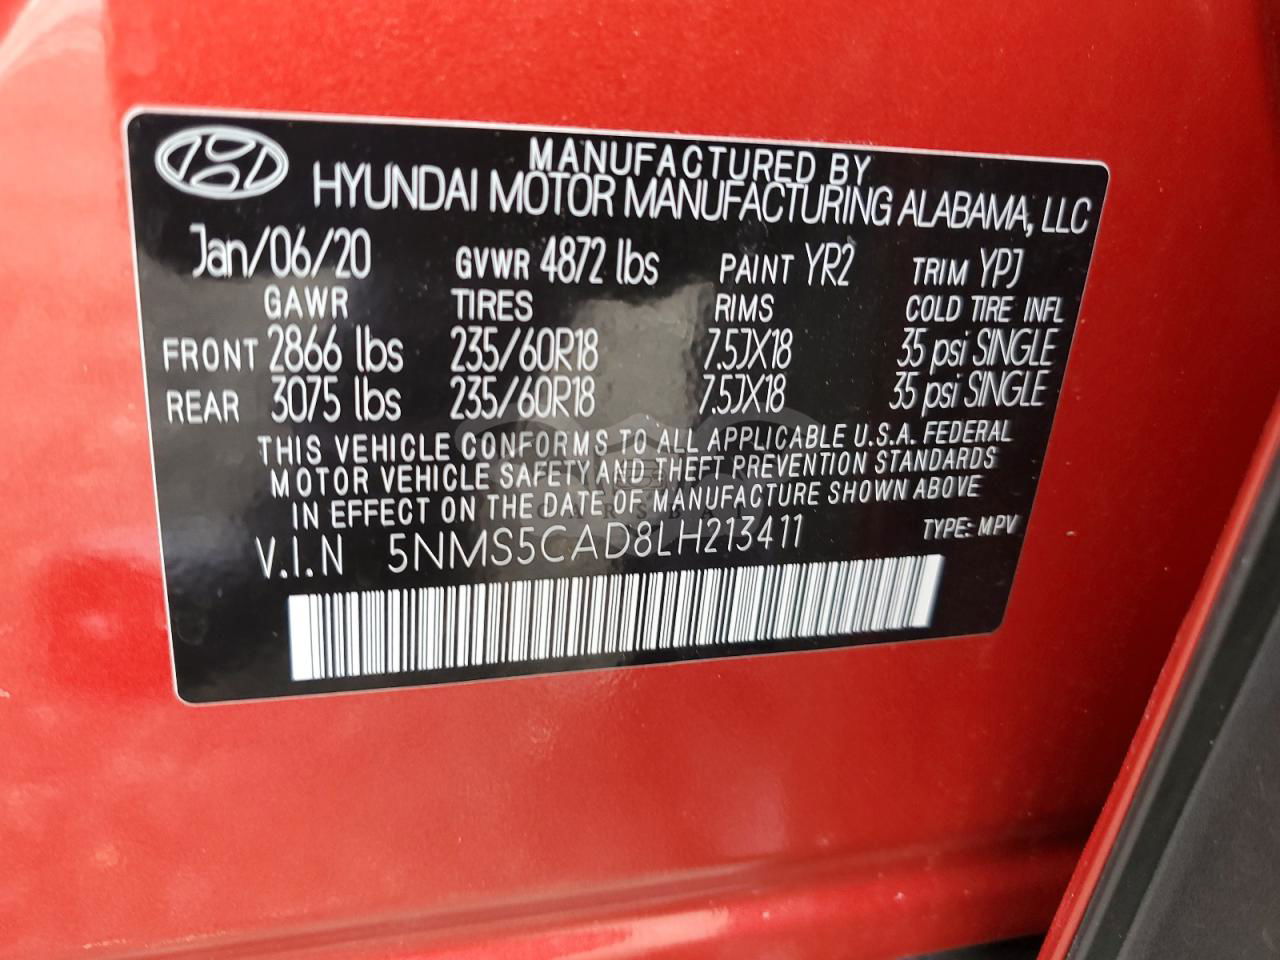 MANUFACTURED BY
HYUNDAI MOTOR MANUFACTURING ALABAMA, LLC
Jan/06/20 GVWR 4872 lbs PAINT YR2 TRIM YPJ
GAWR TIRES RIMS COLD TIRE INFL
FRONT 2866 lbs 235/60R18 7.5JX18 35 psi SINGLE
REAR 3075 lbs 235/60R18 7.5JX18 35 psi SINGLE
THIS VEHICLE CONFORMS TO ALL APPLICABLE U.S.A. FEDERAL
MOTOR VEHICLE SAFETY AND THEFT PREVENTION STANDARDS
IN EFFECT ON THE DATE OF MANUFACTURE SHOWN ABOVE
V.I.N 5NMS5CAD8LH213411 TYPE: MPV